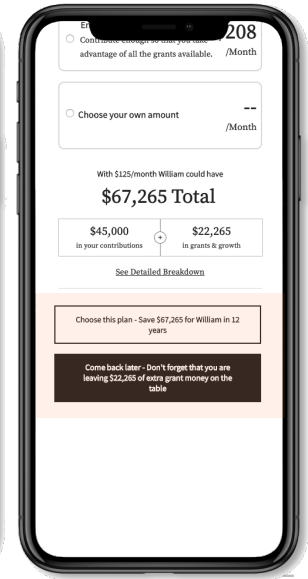 208
advantage of all the grants available.
/Month
Choose your own amount
--
/Month
With $125/month William could have
$67,265 Total
$45,000
in your contributions
+
$22,265
in grants & growth
See Detailed Breakdown
Choose this plan - Save $67,265 for William in 12
years
Come back later - Don't forget that you are
leaving $22,265 of extra grant money on the
table